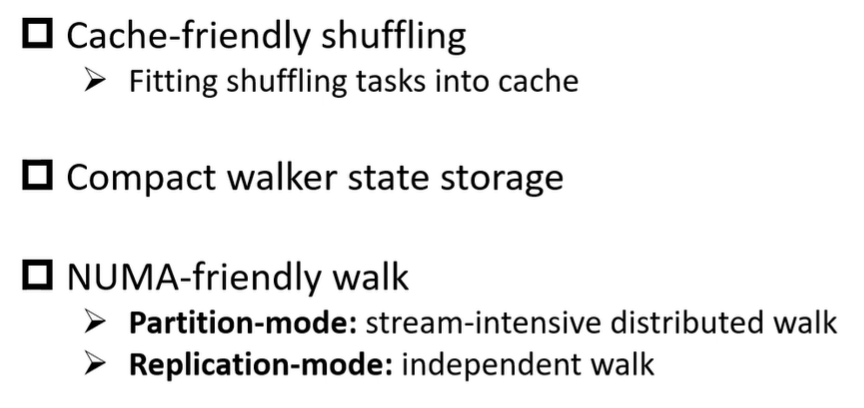 Cache-friendly shuffling
Fitting shuffling tasks into cache
Compact walker state storage
NUMA-friendly walk
Partition-mode: stream-intensive distributed walk
Replication-mode: independent walk